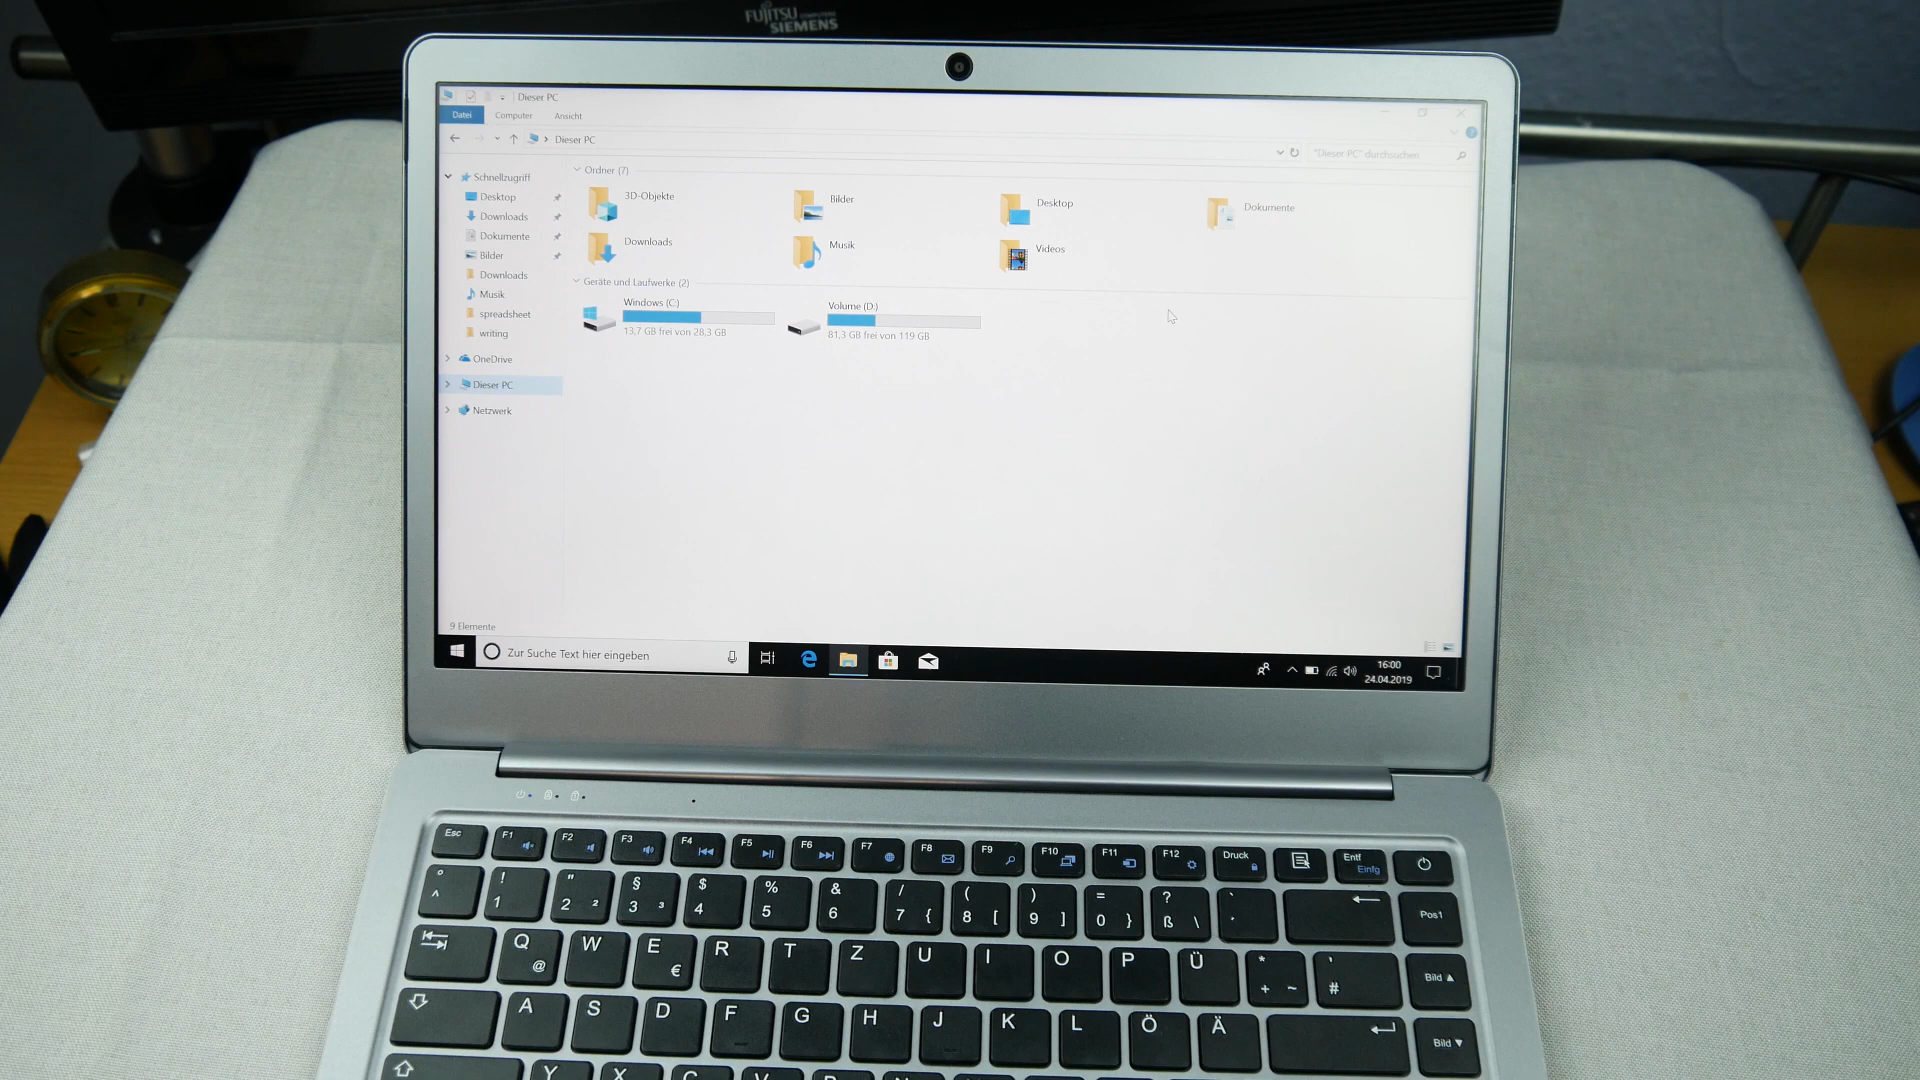 FUJITSU COMPUTERS
SIEMENS
Dieser PC
Datei Computer Ansicht
Dieser PC
"Dieser PC" durchsuchen
Schnellzugriff
Desktop
Downloads
Dokumente
Bilder
Downloads
Musik
spreadsheet
writing
OneDrive
Dieser PC
Netzwerk
Ordner (7)
3D-Objekte Bilder Desktop Dokumente
Downloads Musik Videos
Geräte und Laufwerke (2)
Windows (C:) Volume (D:)
13,7 GB frei von 28,3 GB 81,3 GB frei von 119 GB
9 Elemente
Zur Suche Text hier eingeben
16:00
24.04.2019
Esc F1 F2 F3 F4 F5 F6 F7 F8 F9 F10 F11 F12 Druck Entf Einfg
° ! " § $ % & / ( ) = ? `
^ 1 2 ² 3 ³ 4 5 6 7 { 8 [ 9 ] 0 } ß \ ´ Pos1
Q @ W E € R T Z U I O P Ü * + ~ ' # Bild ▲
A S D F G H J K L Ö Ä Bild ▼
Y X C V B N